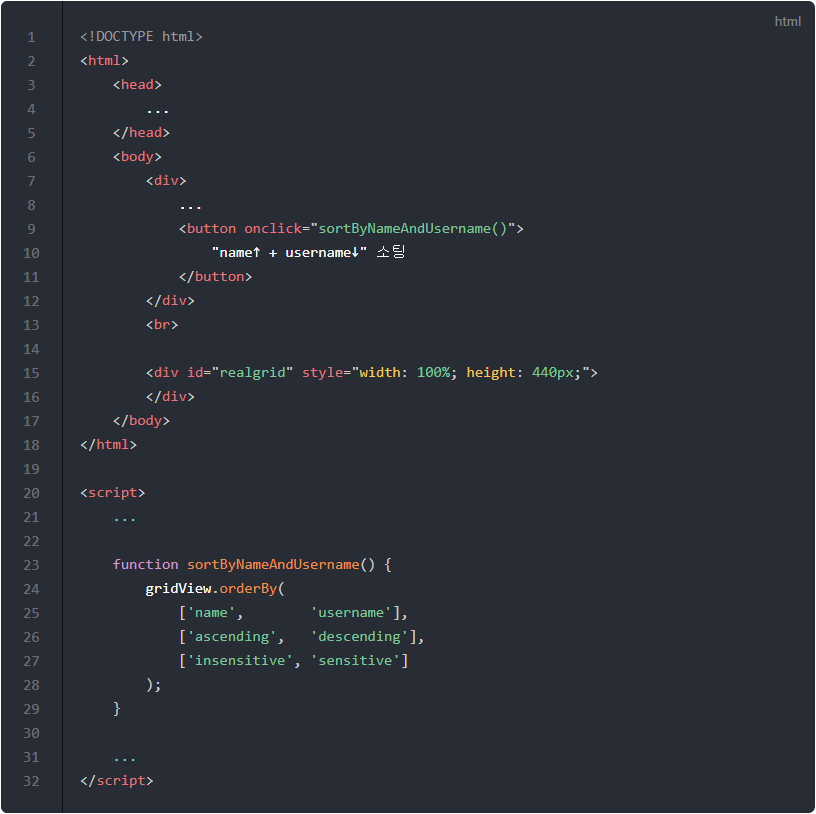 html
1 <!DOCTYPE html>
2 <html>
3     <head>
4         ...
5     </head>
6     <body>
7         <div>
8             ...
9             <button onclick="sortByNameAndUsername()">
10                 "name↑ + username↓" 소팅
11             </button>
12         </div>
13         <br>
14
15         <div id="realgrid" style="width: 100%; height: 440px;">
16         </div>
17     </body>
18 </html>
19
20 <script>
21     ...
22
23     function sortByNameAndUsername() {
24         gridView.orderBy(
25             ['name',        'username'],
26             ['ascending',   'descending'],
27             ['insensitive', 'sensitive']
28         );
29     }
30
31     ...
32 </script>